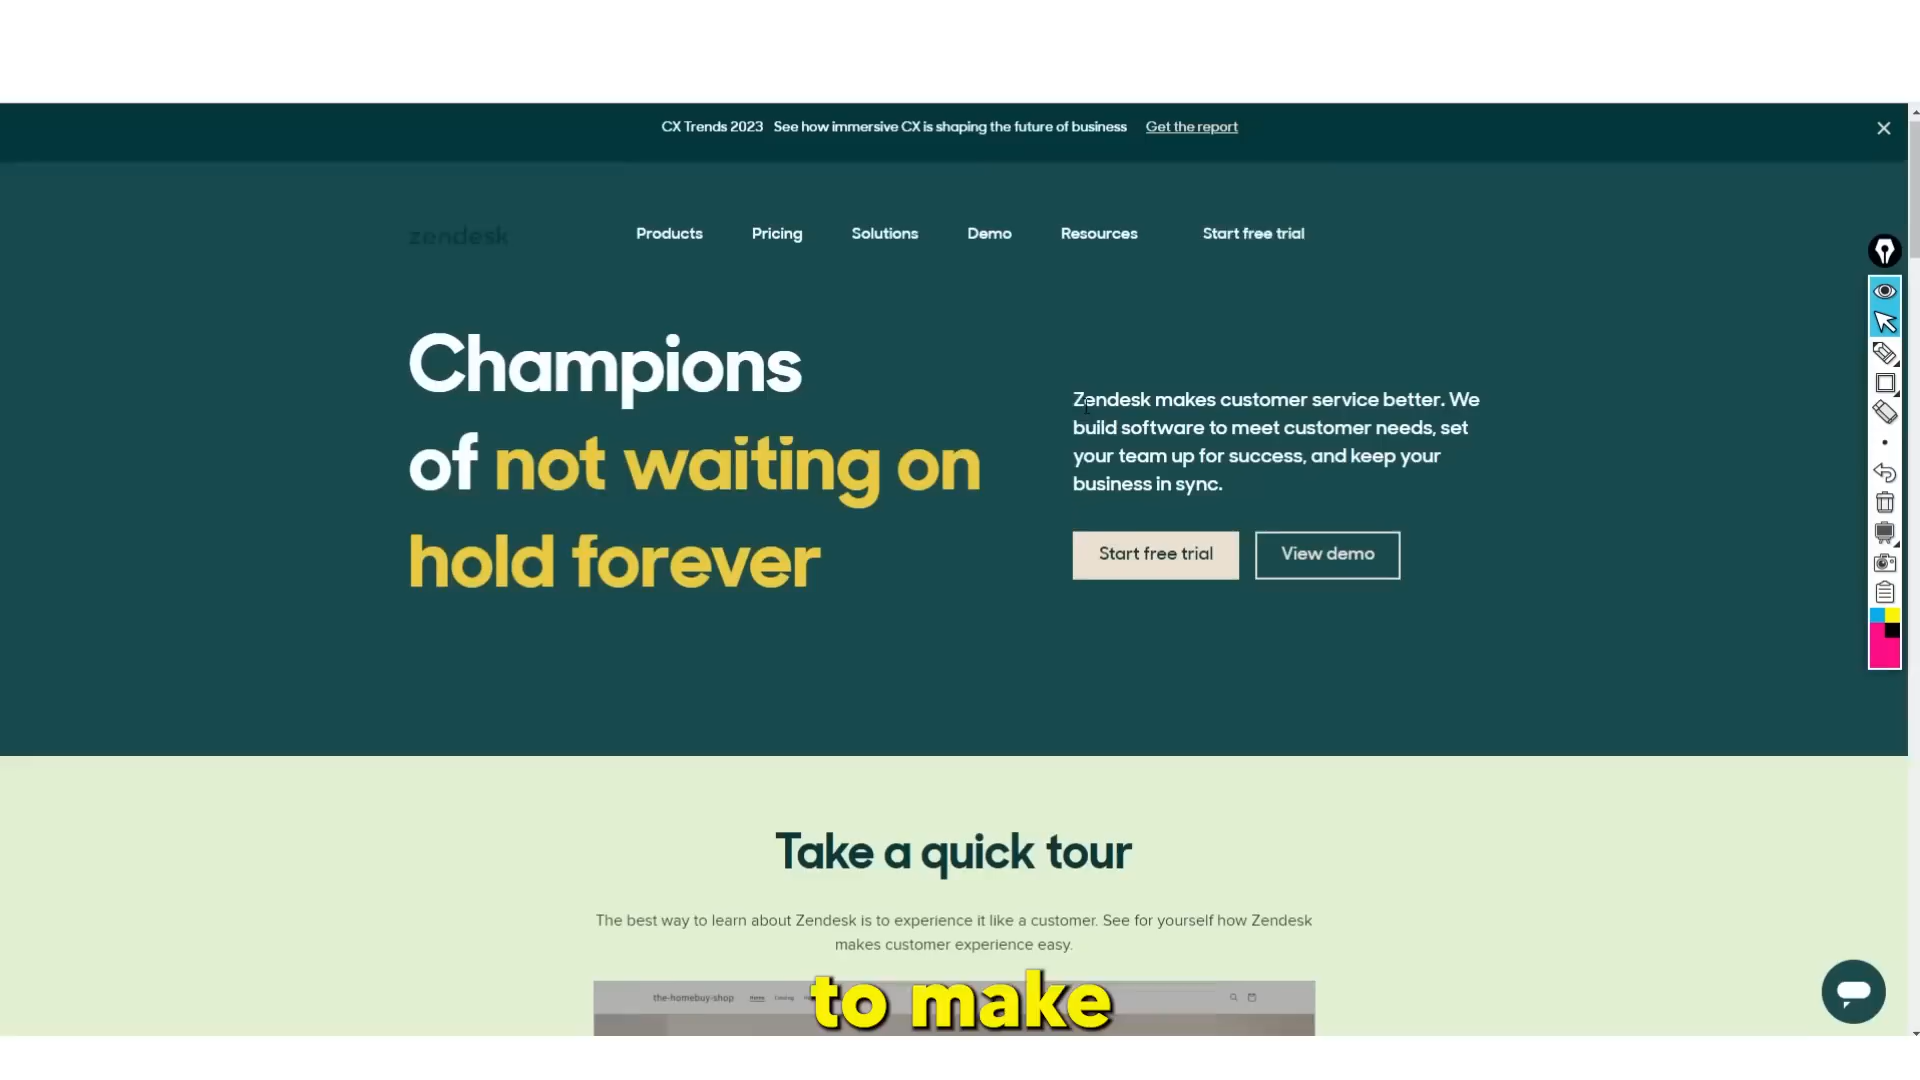 CX Trends 2023 See how immersive CX is shaping the future of business Get the report
zendesk Products Pricing Solutions Demo Resources Start free trial
Champions
of not waiting on
hold forever
Zendesk makes customer service better. We
build software to meet customer needs, set
your team up for success, and keep your
business in sync.
Start free trial View demo
Take a quick tour
The best way to learn about Zendesk is to experience it like a customer. See for yourself how Zendesk
makes customer experience easy.
the-homebuy-shop Home Catalog
to make